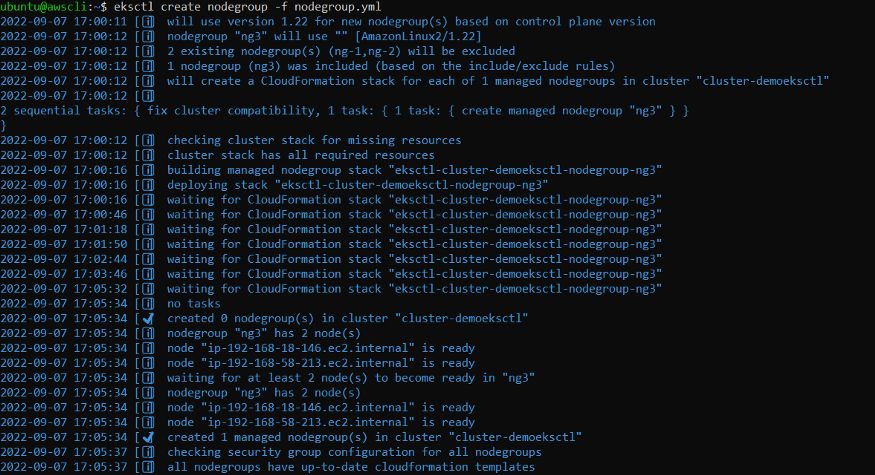 ubuntu@awscli:~$ eksctl create nodegroup -f nodegroup.yml
2022-09-07 17:00:11 [ℹ]  will use version 1.22 for new nodegroup(s) based on control plane version
2022-09-07 17:00:12 [ℹ]  nodegroup "ng3" will use "" [AmazonLinux2/1.22]
2022-09-07 17:00:12 [ℹ]  2 existing nodegroup(s) (ng-1,ng-2) will be excluded
2022-09-07 17:00:12 [ℹ]  1 nodegroup (ng3) was included (based on the include/exclude rules)
2022-09-07 17:00:12 [ℹ]  will create a CloudFormation stack for each of 1 managed nodegroups in cluster "cluster-demoeksctl"
2022-09-07 17:00:12 [ℹ]
2 sequential tasks: { fix cluster compatibility, 1 task: { 1 task: { create managed nodegroup "ng3" } }
}
2022-09-07 17:00:12 [ℹ]  checking cluster stack for missing resources
2022-09-07 17:00:12 [ℹ]  cluster stack has all required resources
2022-09-07 17:00:16 [ℹ]  building managed nodegroup stack "eksctl-cluster-demoeksctl-nodegroup-ng3"
2022-09-07 17:00:16 [ℹ]  deploying stack "eksctl-cluster-demoeksctl-nodegroup-ng3"
2022-09-07 17:00:16 [ℹ]  waiting for CloudFormation stack "eksctl-cluster-demoeksctl-nodegroup-ng3"
2022-09-07 17:00:46 [ℹ]  waiting for CloudFormation stack "eksctl-cluster-demoeksctl-nodegroup-ng3"
2022-09-07 17:01:18 [ℹ]  waiting for CloudFormation stack "eksctl-cluster-demoeksctl-nodegroup-ng3"
2022-09-07 17:01:50 [ℹ]  waiting for CloudFormation stack "eksctl-cluster-demoeksctl-nodegroup-ng3"
2022-09-07 17:02:44 [ℹ]  waiting for CloudFormation stack "eksctl-cluster-demoeksctl-nodegroup-ng3"
2022-09-07 17:03:46 [ℹ]  waiting for CloudFormation stack "eksctl-cluster-demoeksctl-nodegroup-ng3"
2022-09-07 17:05:32 [ℹ]  waiting for CloudFormation stack "eksctl-cluster-demoeksctl-nodegroup-ng3"
2022-09-07 17:05:34 [ℹ]  no tasks
2022-09-07 17:05:34 [✔  created 0 nodegroup(s) in cluster "cluster-demoeksctl"
2022-09-07 17:05:34 [ℹ]  nodegroup "ng3" has 2 node(s)
2022-09-07 17:05:34 [ℹ]  node "ip-192-168-18-146.ec2.internal" is ready
2022-09-07 17:05:34 [ℹ]  node "ip-192-168-58-213.ec2.internal" is ready
2022-09-07 17:05:34 [ℹ]  waiting for at least 2 node(s) to become ready in "ng3"
2022-09-07 17:05:34 [ℹ]  nodegroup "ng3" has 2 node(s)
2022-09-07 17:05:34 [ℹ]  node "ip-192-168-18-146.ec2.internal" is ready
2022-09-07 17:05:34 [ℹ]  node "ip-192-168-58-213.ec2.internal" is ready
2022-09-07 17:05:34 [✔  created 1 managed nodegroup(s) in cluster "cluster-demoeksctl"
2022-09-07 17:05:37 [ℹ]  checking security group configuration for all nodegroups
2022-09-07 17:05:37 [ℹ]  all nodegroups have up-to-date cloudformation templates